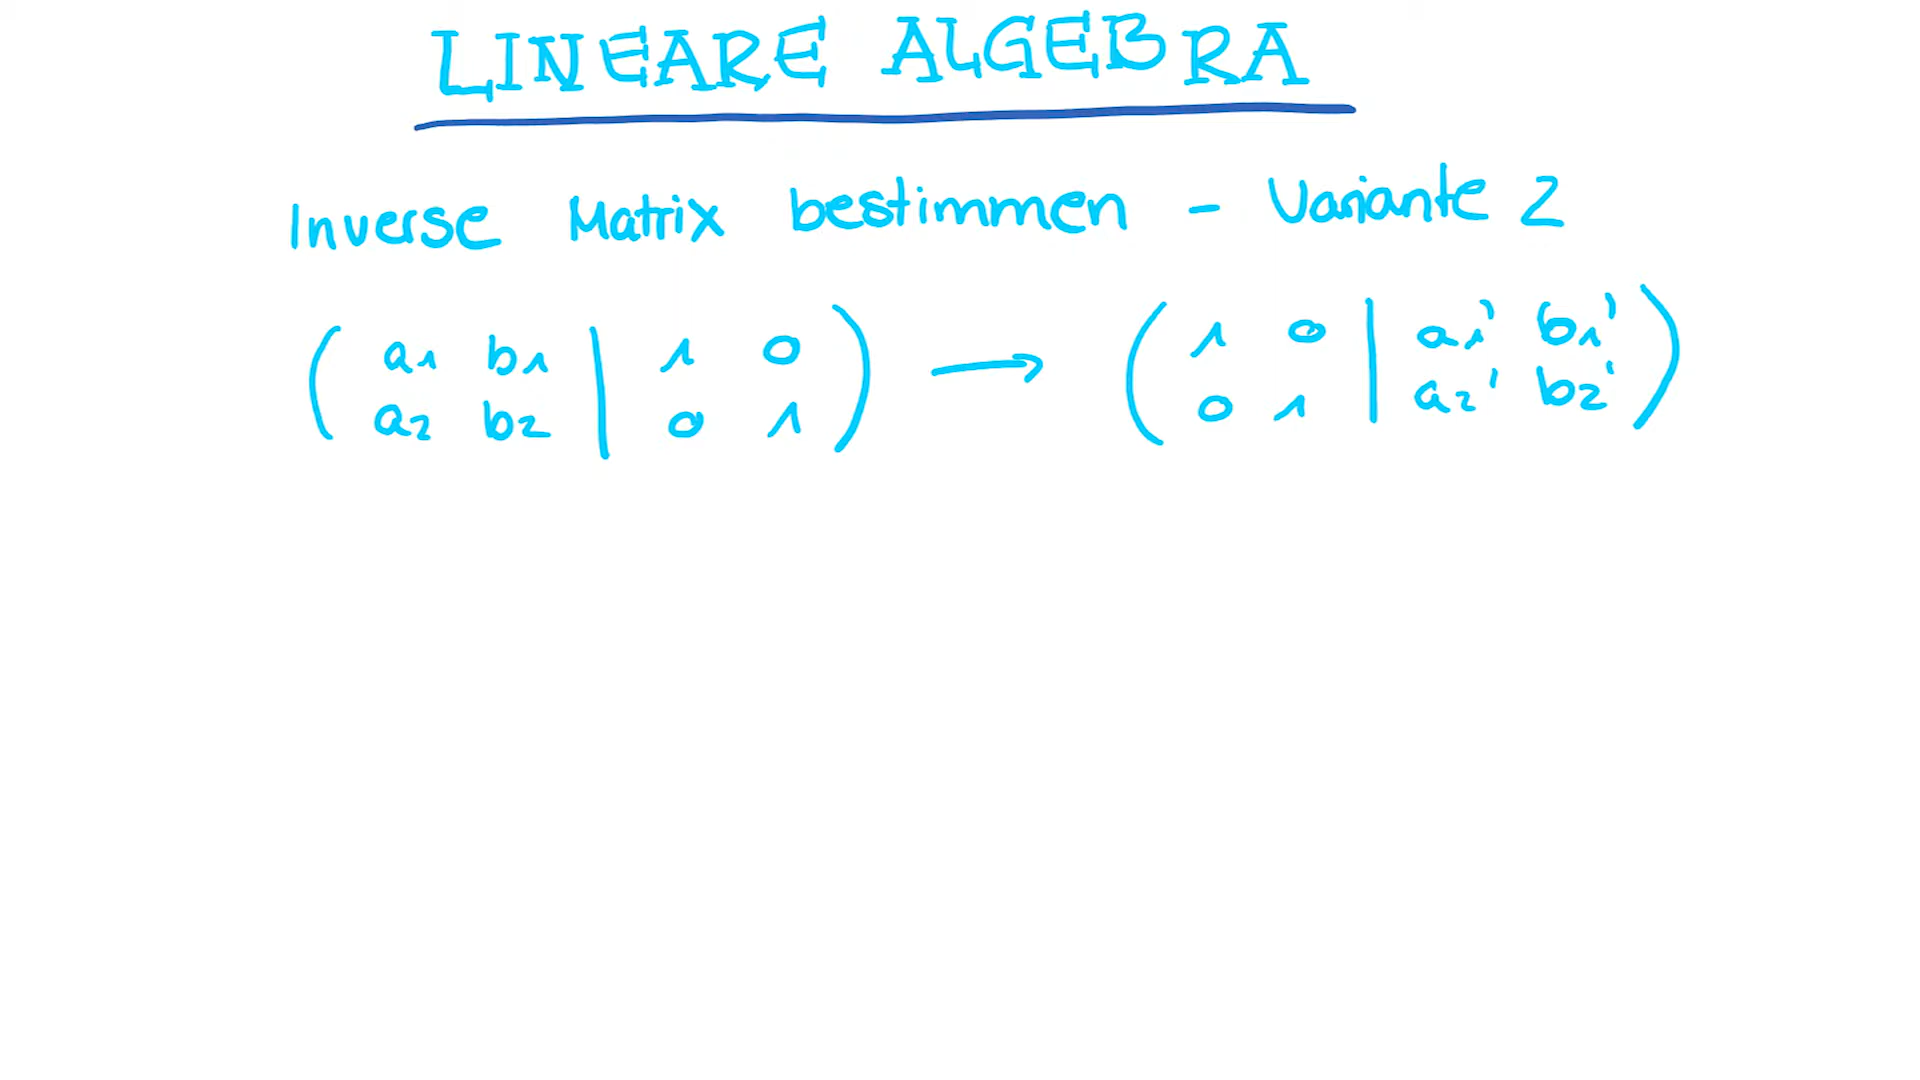 LINEARE ALGEBRA
Inverse Matrix bestimmen - Variante 2
( a1 b1 | 1 0 ) → ( 1 0 | a1' b1' )
( a2 b2 | 0 1 ) ( 0 1 | a2' b2' )